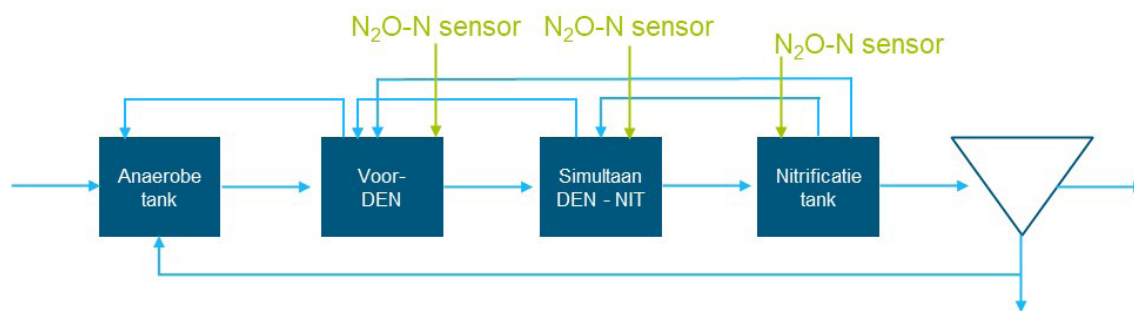 N₂O-N sensor
N₂O-N sensor
N₂O-N sensor
Anaerobe
tank
Voor-
DEN
Simultaan
DEN - NIT
Nitrificatie
tank